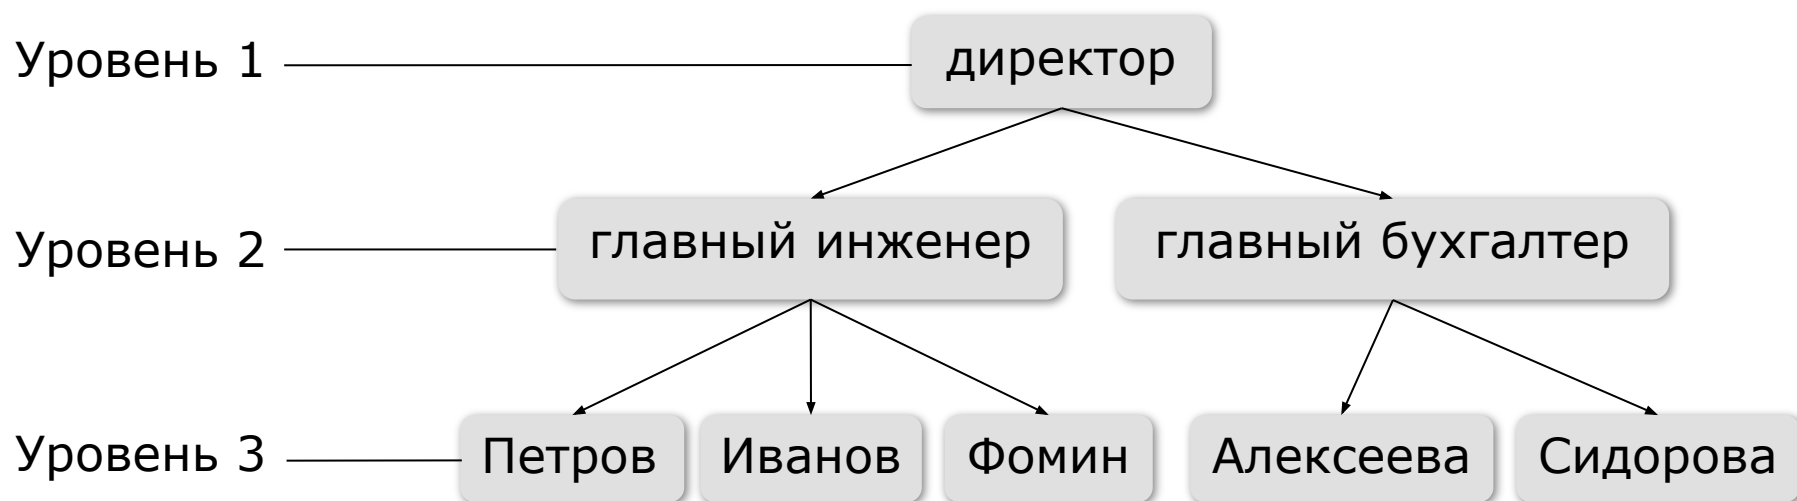 Уровень 1
директор
Уровень 2
главный инженер
главный бухгалтер
Уровень 3
Петров
Иванов
Фомин
Алексеева
Сидорова